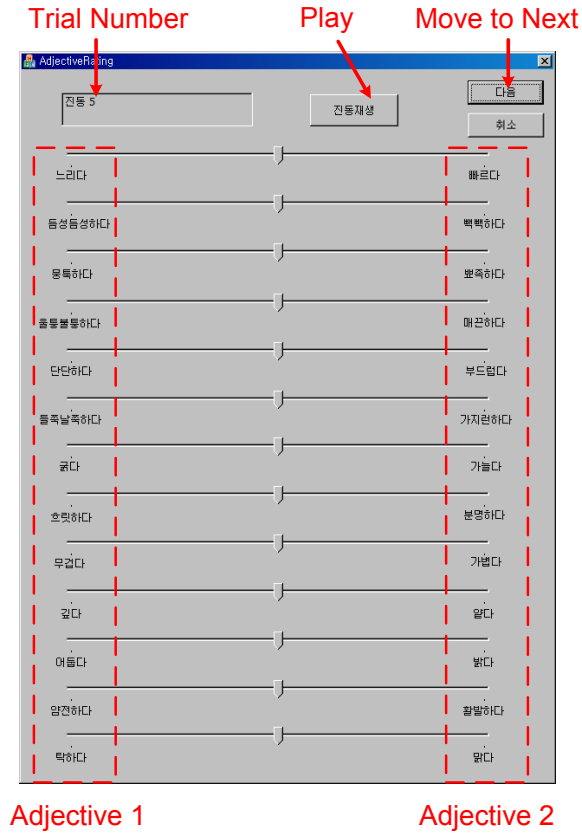 Trial Number Play Move to Next
AdjectiveRating
진동 5 진동재생 다음
취소
느리다 빠르다
듬성듬성하다 빽빽하다
뭉툭하다 뾰족하다
울퉁불퉁하다 매끈하다
단단하다 부드럽다
들쭉날쭉하다 가지런하다
굵다 가늘다
흐릿하다 분명하다
무겁다 가볍다
깊다 얕다
어둡다 밝다
얌전하다 활발하다
탁하다 맑다
Adjective 1 Adjective 2